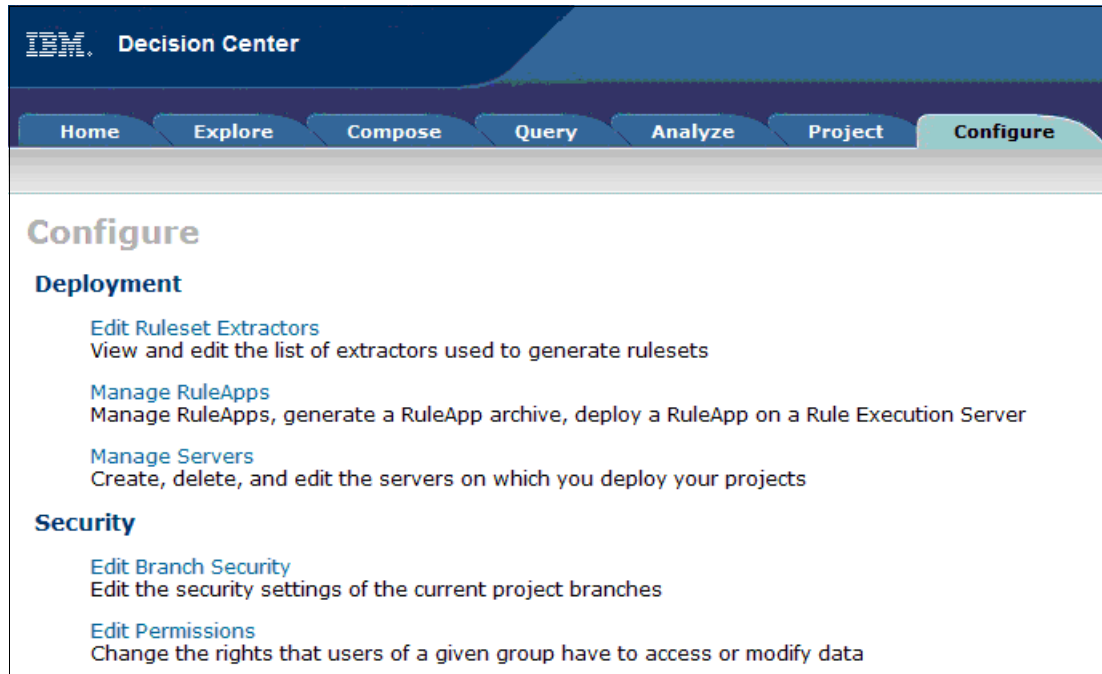 IBM. Decision Center
Home Explore Compose Query Analyze Project Configure
Configure
Deployment
Edit Ruleset Extractors
View and edit the list of extractors used to generate rulesets
Manage RuleApps
Manage RuleApps, generate a RuleApp archive, deploy a RuleApp on a Rule Execution Server
Manage Servers
Create, delete, and edit the servers on which you deploy your projects
Security
Edit Branch Security
Edit the security settings of the current project branches
Edit Permissions
Change the rights that users of a given group have to access or modify data